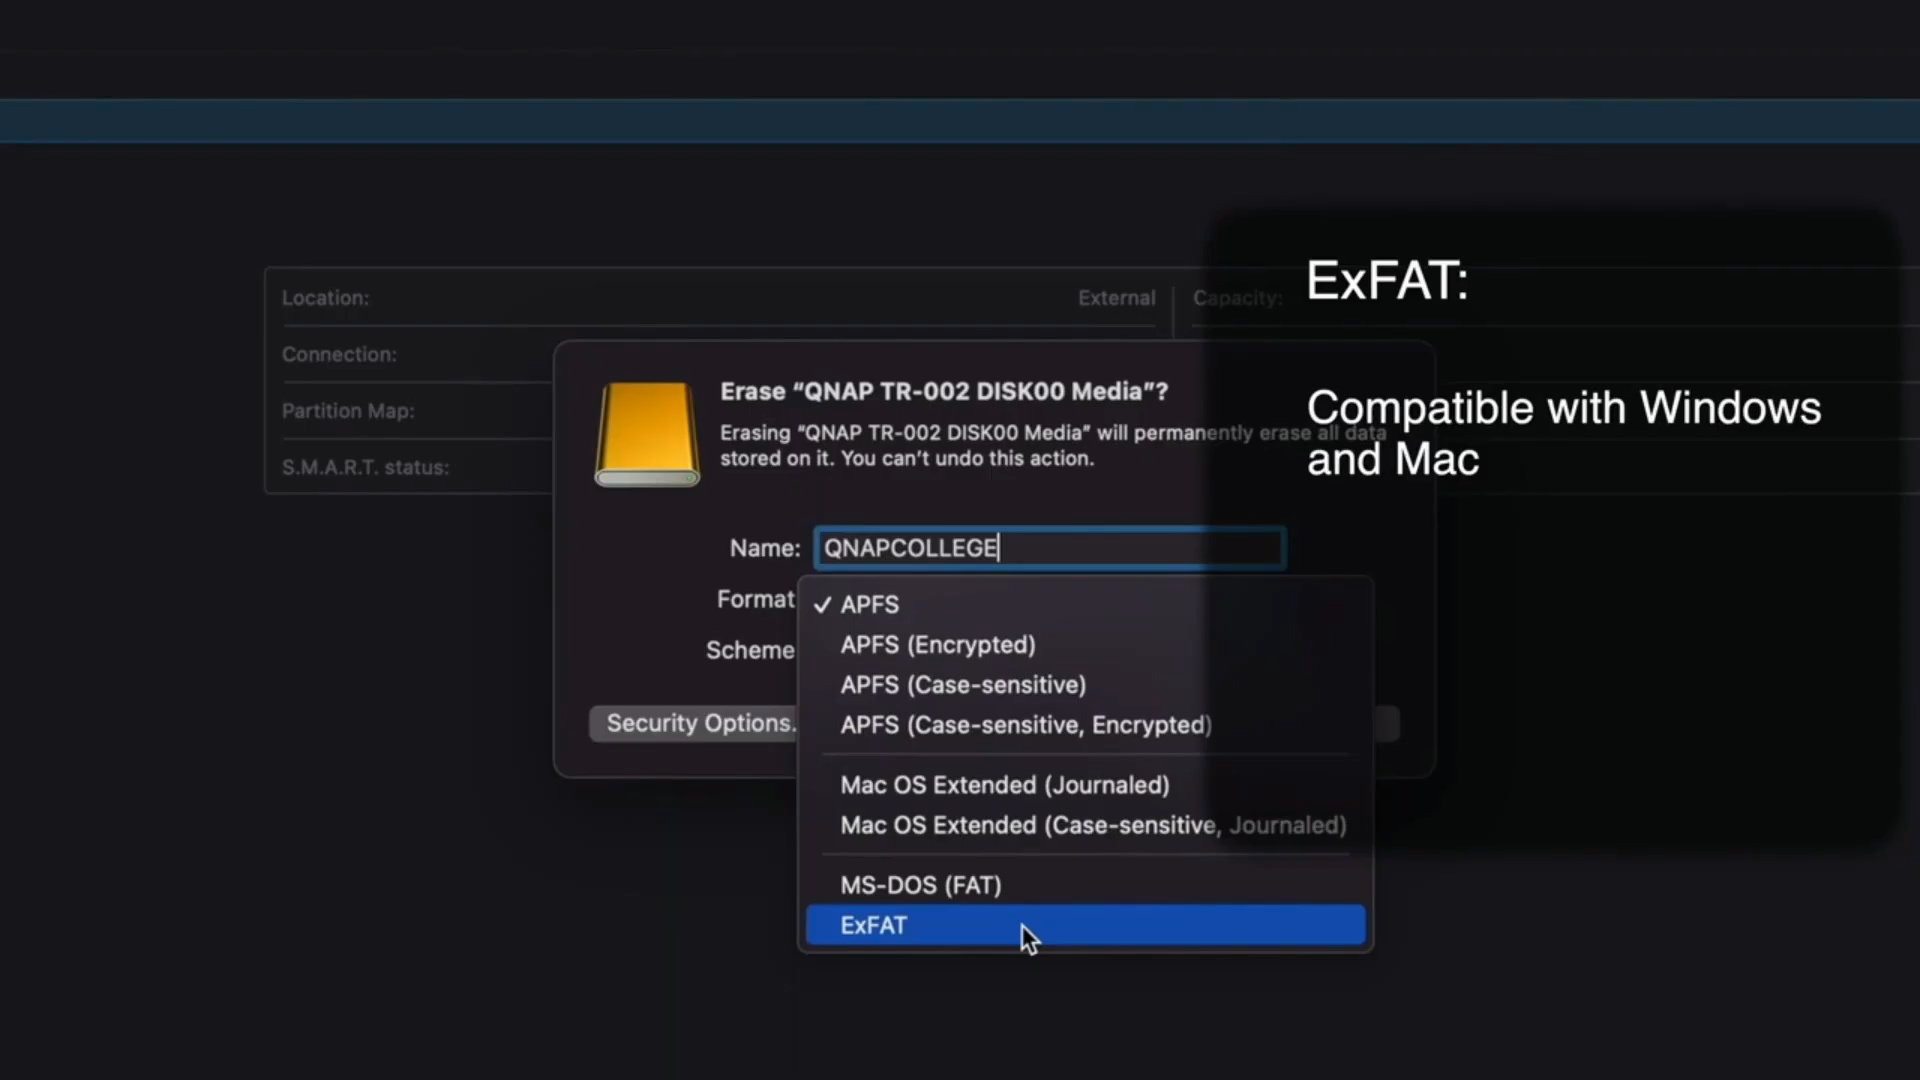 Location:
External
Capacity:
Connection:
Partition Map:
S.M.A.R.T. status:
Erase “QNAP TR-002 DISK00 Media”?
Erasing “QNAP TR-002 DISK00 Media” will permanently erase all data
stored on it. You can’t undo this action.
Name:
QNAPCOLLEGE
Format
Scheme
Security Options.
✓ APFS
APFS (Encrypted)
APFS (Case-sensitive)
APFS (Case-sensitive, Encrypted)
Mac OS Extended (Journaled)
Mac OS Extended (Case-sensitive, Journaled)
MS-DOS (FAT)
ExFAT
ExFAT:
Compatible with Windows
and Mac